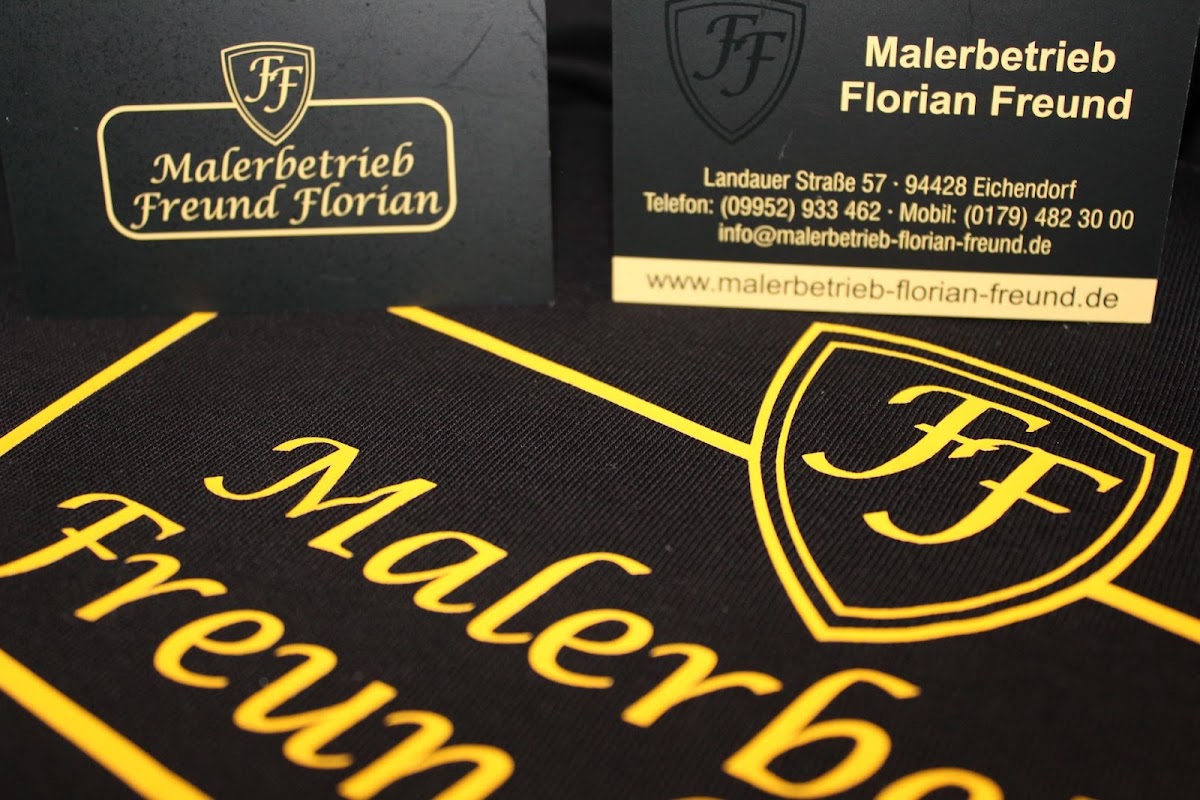 FF
Malerbetrieb
Freund Florian
FF
Malerbetrieb
Florian Freund
Landauer Straße 57 · 94428 Eichendorf
Telefon: (09952) 933 462 · Mobil: (0179) 482 30 00
info@malerbetrieb-florian-freund.de
www.malerbetrieb-florian-freund.de
FF
Malerbe
Freun